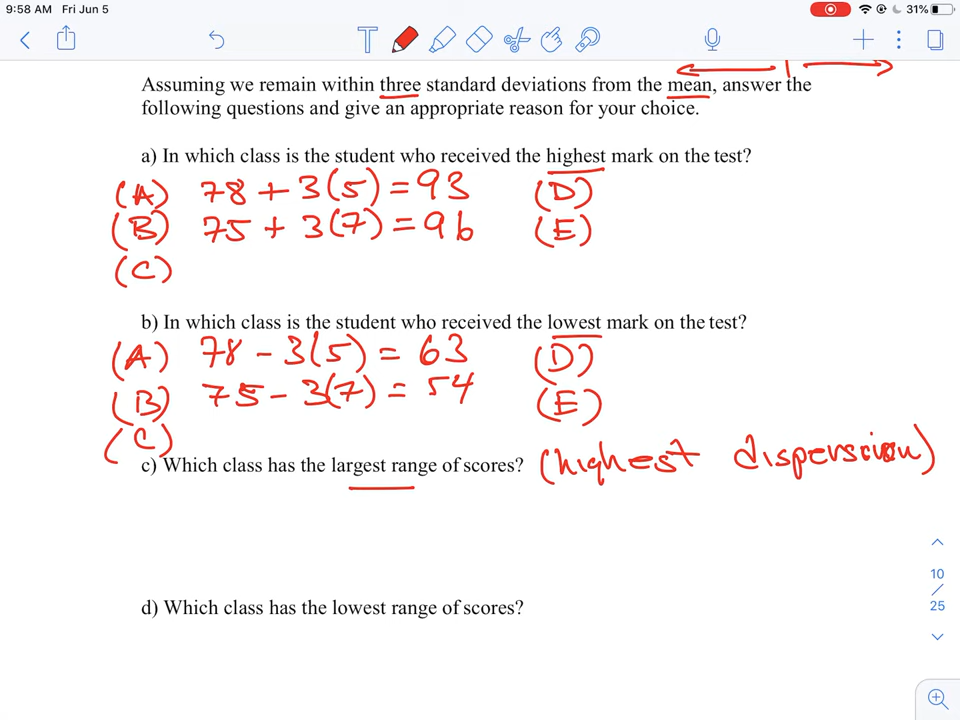 9:58 AM Fri Jun 5
31%
T
Assuming we remain within three standard deviations from the mean, answer the
following questions and give an appropriate reason for your choice.
a) In which class is the student who received the highest mark on the test?
(A) 78 + 3(5) = 93 (D)
(B) 75 + 3(7) = 96 (E)
(C)
b) In which class is the student who received the lowest mark on the test?
(A) 78 - 3(5) = 63 (D)
(B) 75 - 3(7) = 54 (E)
(C)
c) Which class has the largest range of scores? (highest dispersion)
10
/
25
d) Which class has the lowest range of scores?